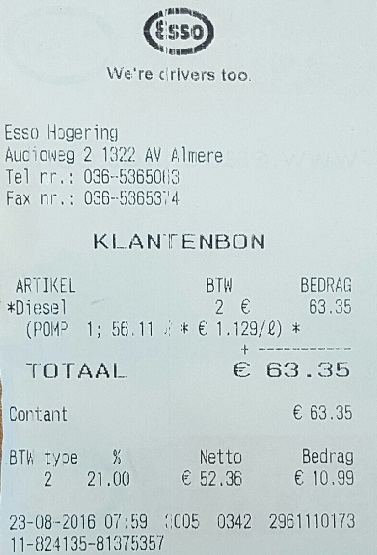 Esso
We're drivers too.
Esso Hogering
Audioweg 2 1322 AV Almere
Tel nr.:
Fax nr.: 036-5365374
KLANTENBON
ARTIKEL BTW BEDRAG
*Diesel 2 € 63.35
(POMP 1; 56.11 * € 1.129/ℓ) *
+ -----------
TOTAAL € 63.35
Contant € 63.35
BTW type % Netto Bedrag
2 21.00 € 52.36 € 10.99
23-08-2016 07:59 0342 2961110173
11-824135-81375357